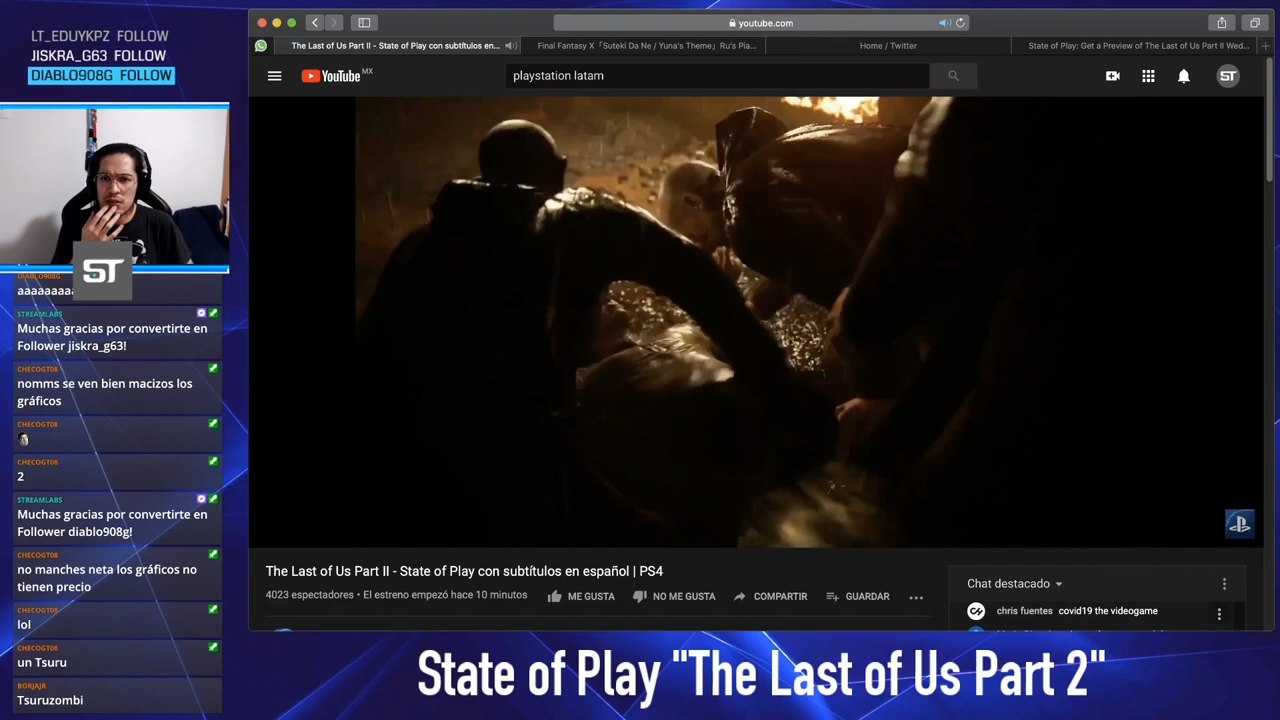 LT_EDUYKPZ FOLLOW
JISKRA_G63 FOLLOW
DIABLO908G FOLLOW
ST
DIABLO908G
aaaaaaaa
STREAMLABS
Muchas gracias por convertirte en
Follower jiskra_g63!
CHECOGT08
nomms se ven bien macizos los
gráficos
CHECOGT08
CHECOGT08
2
STREAMLABS
Muchas gracias por convertirte en
Follower diablo908g!
CHECOGT08
no manches neta los gráficos no
tienen precio
CHECOGT08
lol
CHECOGT08
un Tsuru
BORJAJR
Tsuruzombi
youtube.com
The Last of Us Part II - State of Play con subtítulos en...
Final Fantasy X「Suteki Da Ne / Yuna's Theme」Ru's Pia...
Home / Twitter
State of Play: Get a Preview of The Last of Us Part II Wed...
YouTube MX
playstation latam
ST
The Last of Us Part II - State of Play con subtítulos en español | PS4
4023 espectadores • El estreno empezó hace 10 minutos
ME GUSTA
NO ME GUSTA
COMPARTIR
GUARDAR
Chat destacado
chris fuentes covid19 the videogame
State of Play "The Last of Us Part 2"